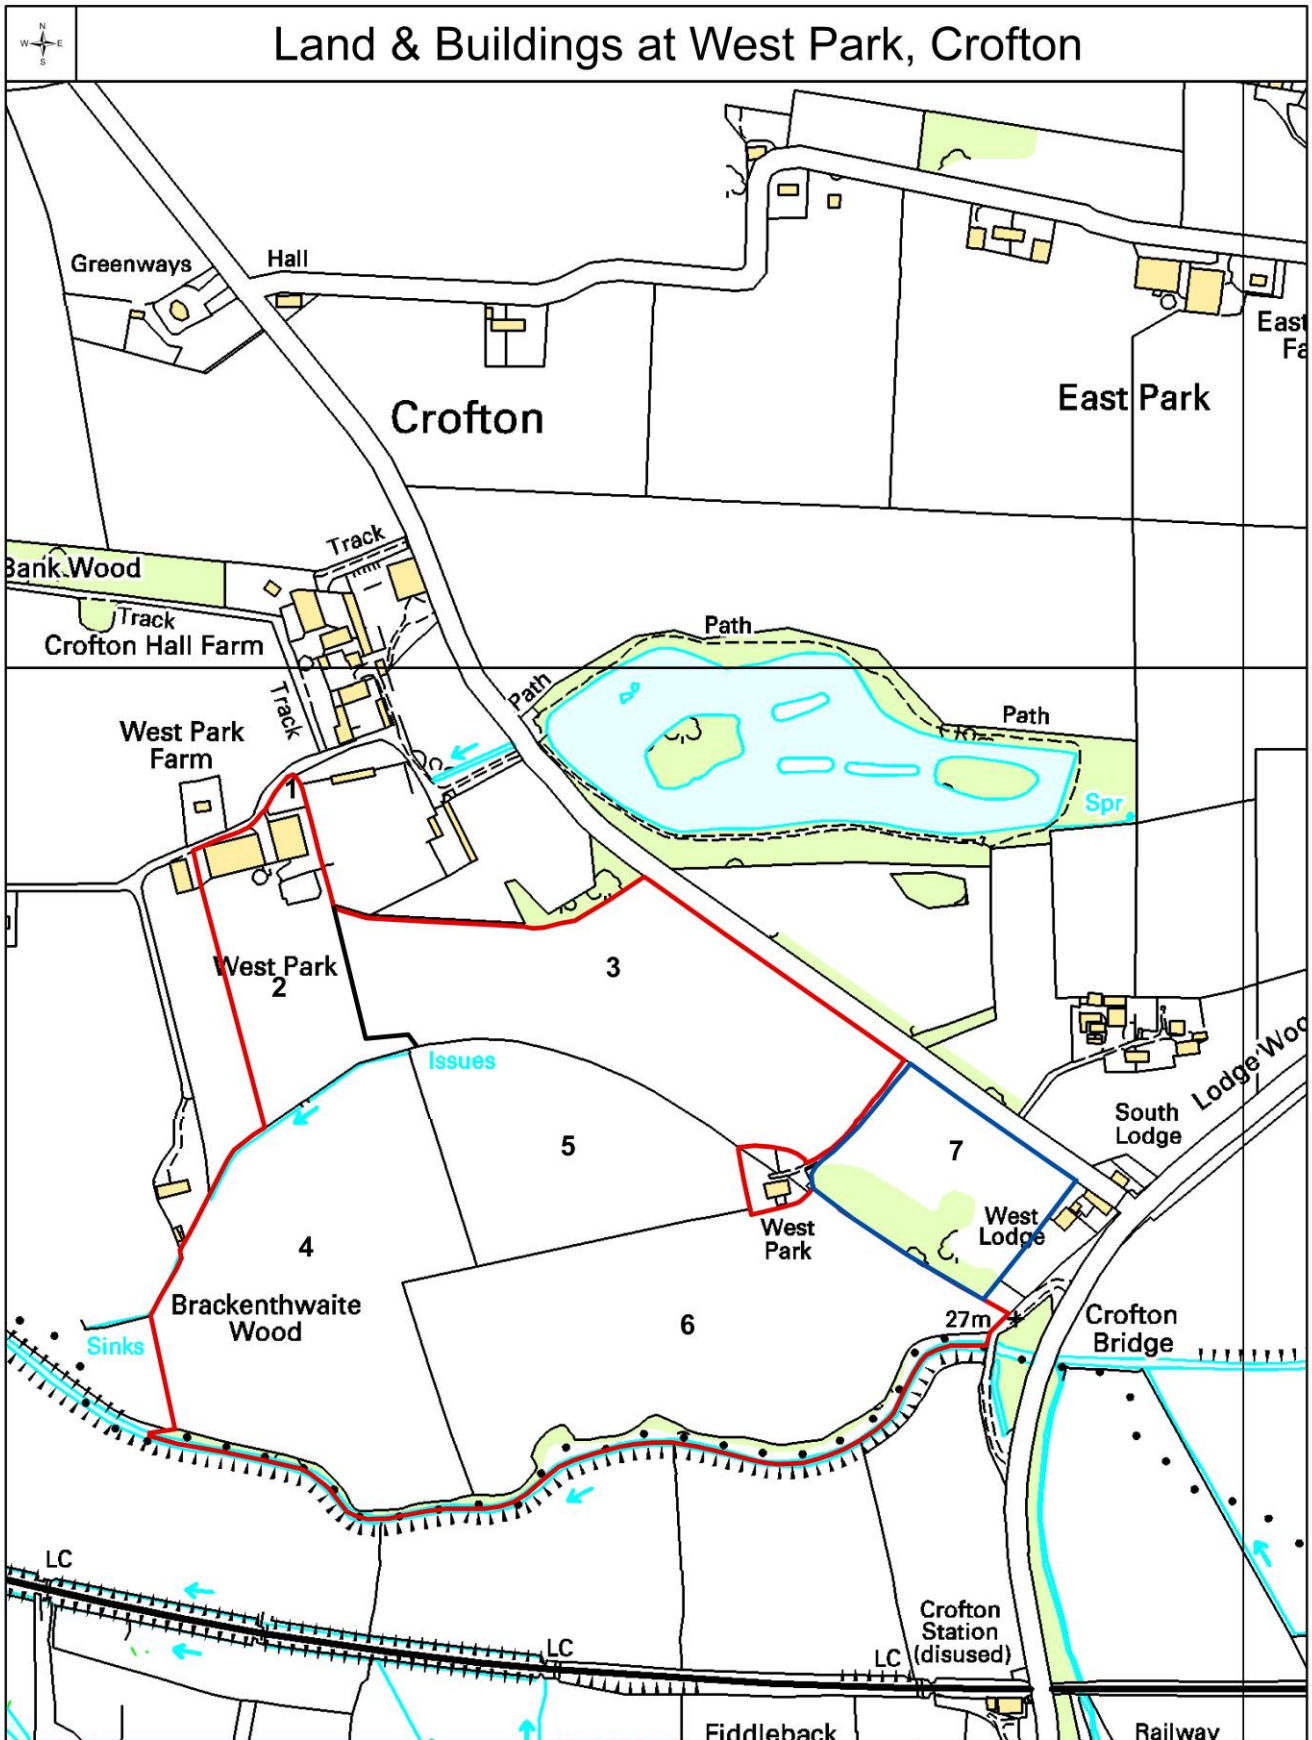 N
W E
S
Land & Buildings at West Park, Crofton
Greenways
Hall
East
Fa
Crofton
East Park
Track
Bank Wood
Track
Crofton Hall Farm
Path
Path
Path
Track
West Park
Farm
1
Spr
3
West Park
2
Issues
Lodge Woo
South
Lodge
5
7
West
Lodge
West
Park
4
Brackenthwaite
Wood
6
27m
Crofton
Bridge
Sinks
LC
Crofton
Station
(disused)
LC
LC
Fiddleback
Railway